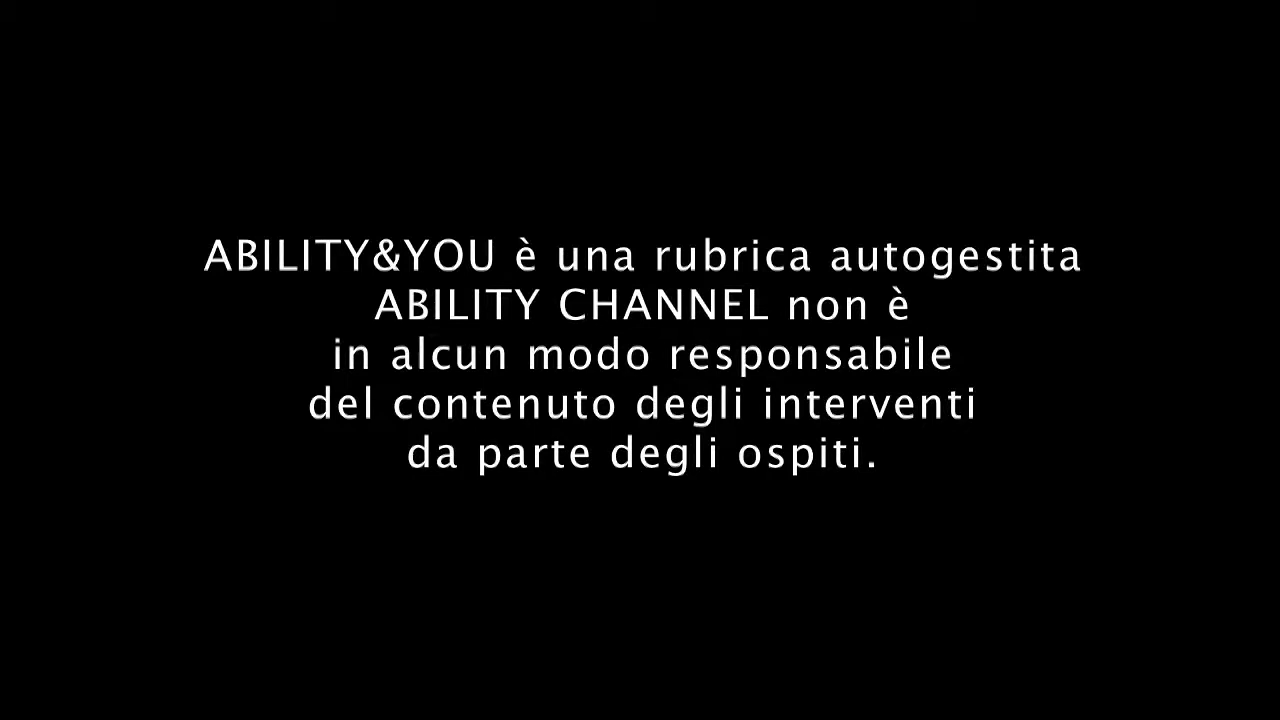 ABILITY&YOU è una rubrica autogestita
ABILITY CHANNEL non è
in alcun modo responsabile
del contenuto degli interventi
da parte degli ospiti.